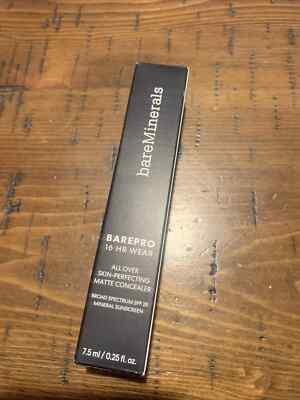 bareMinerals
BAREPRO
16 HR WEAR
ALL OVER
SKIN-PERFECTING
MATTE CONCEALER
BROAD SPECTRUM SPF 20
MINERAL SUNSCREEN
7.5 ml / 0.25 fl. oz.